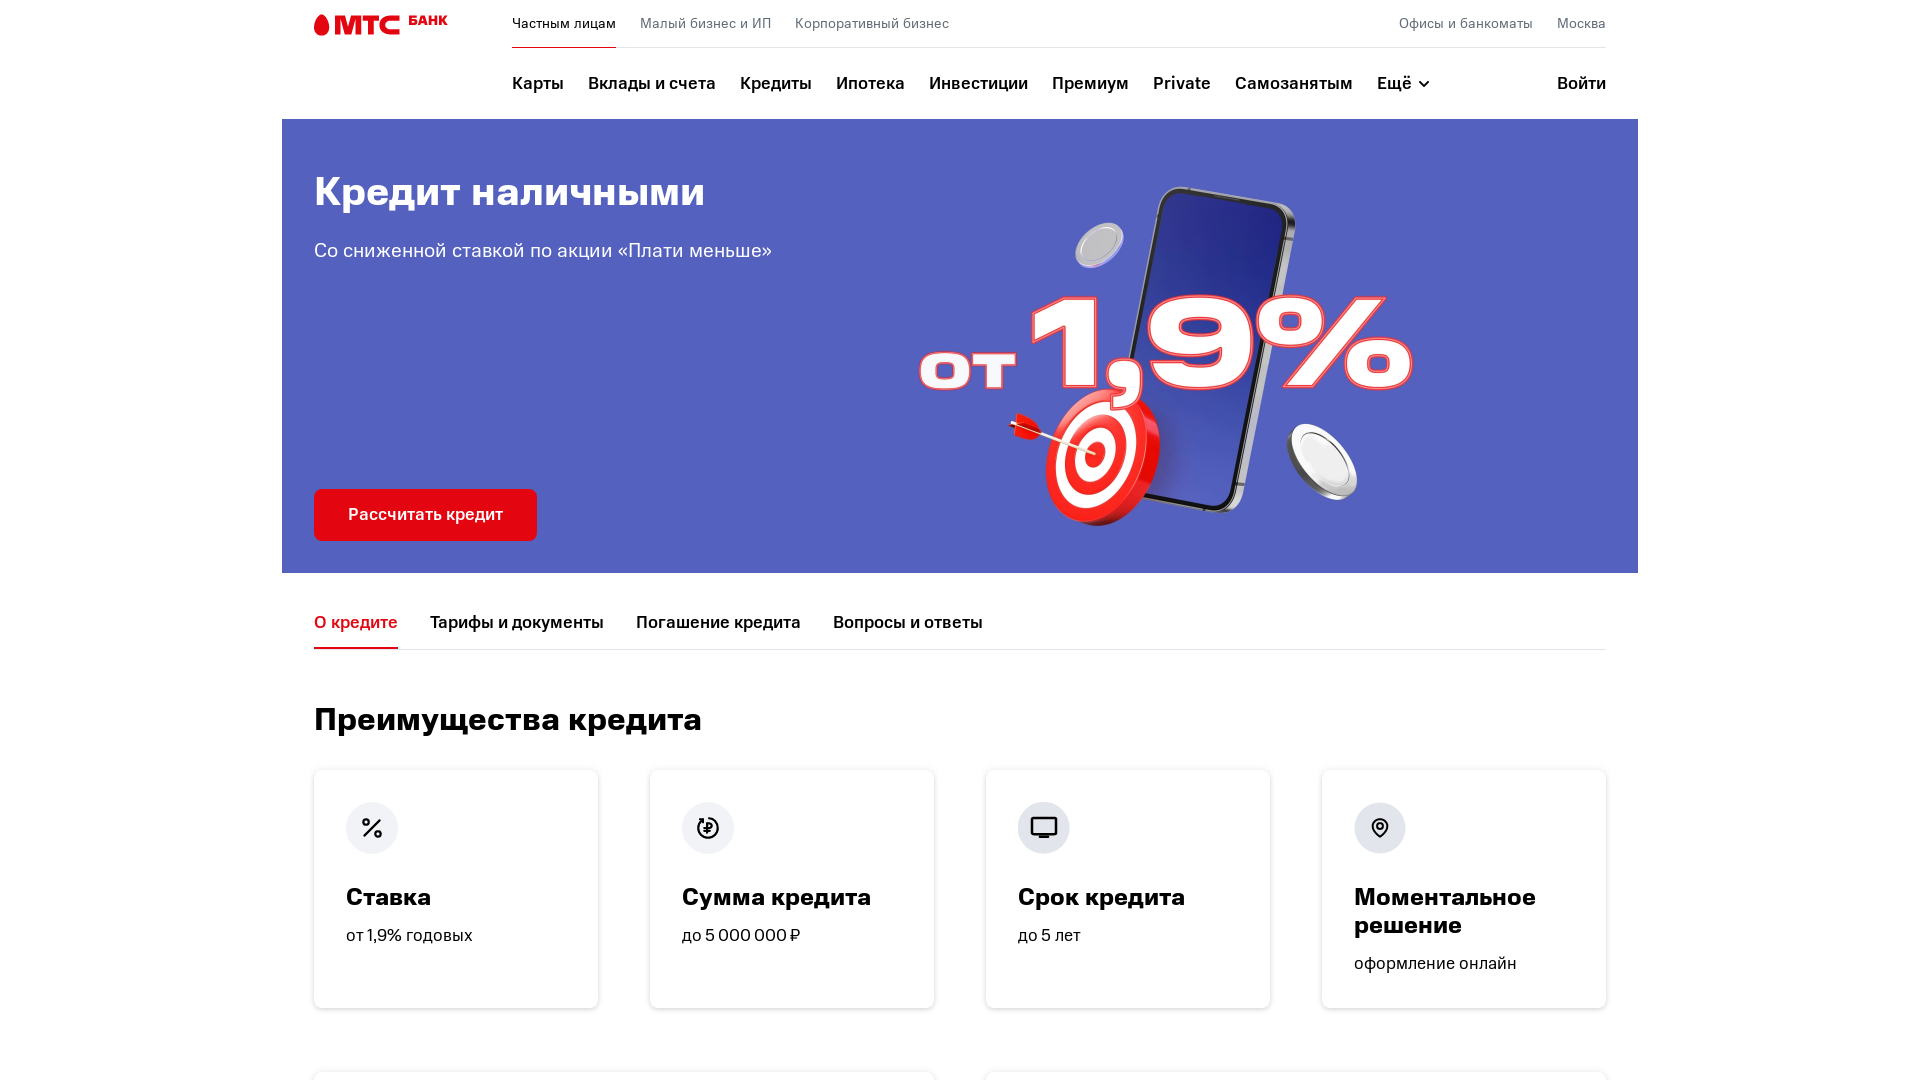 МТС БАНК
Частным лицам
Малый бизнес и ИП
Корпоративный бизнес
Офисы и банкоматы
Москва
Карты
Вклады и счета
Кредиты
Ипотека
Инвестиции
Премиум
Private
Самозанятым
Ещё
Войти
Кредит наличными
Со сниженной ставкой по акции «Плати меньше»
от 1,9%
Рассчитать кредит
О кредите
Тарифы и документы
Погашение кредита
Вопросы и ответы
Преимущества кредита
Ставка
от 1,9% годовых
Сумма кредита
до 5 000 000 ₽
Срок кредита
до 5 лет
Моментальное
решение
оформление онлайн